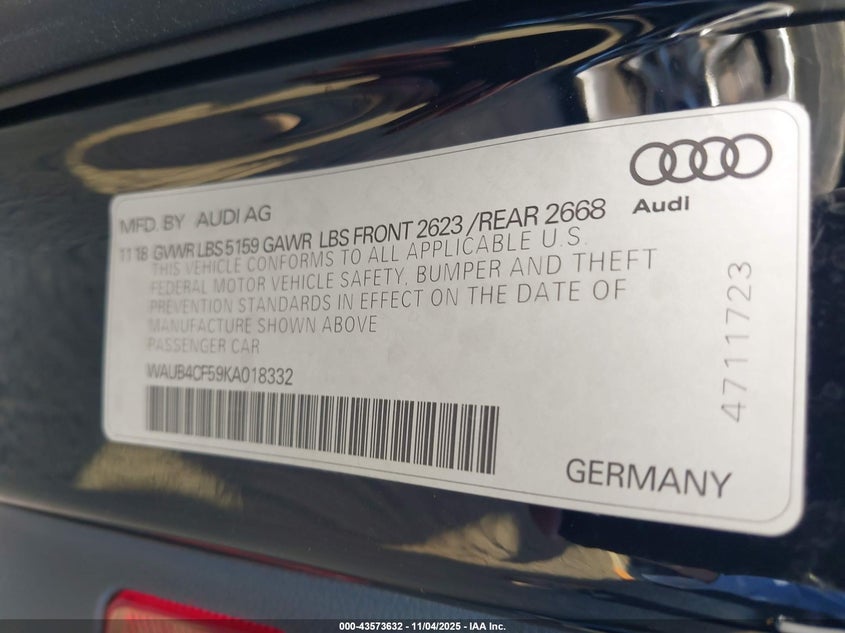 Audi
MFD. BY AUDI AG
11 18 GVWR LBS 5159 GAWR LBS FRONT 2623 /REAR 2668
THIS VEHICLE CONFORMS TO ALL APPLICABLE U.S.
FEDERAL MOTOR VEHICLE SAFETY, BUMPER AND THEFT
PREVENTION STANDARDS IN EFFECT ON THE DATE OF
MANUFACTURE SHOWN ABOVE
PASSENGER CAR
WAUB4CF59KA018332
4711723
GERMANY
000-43573632 - 11/04/2025 - IAA Inc.